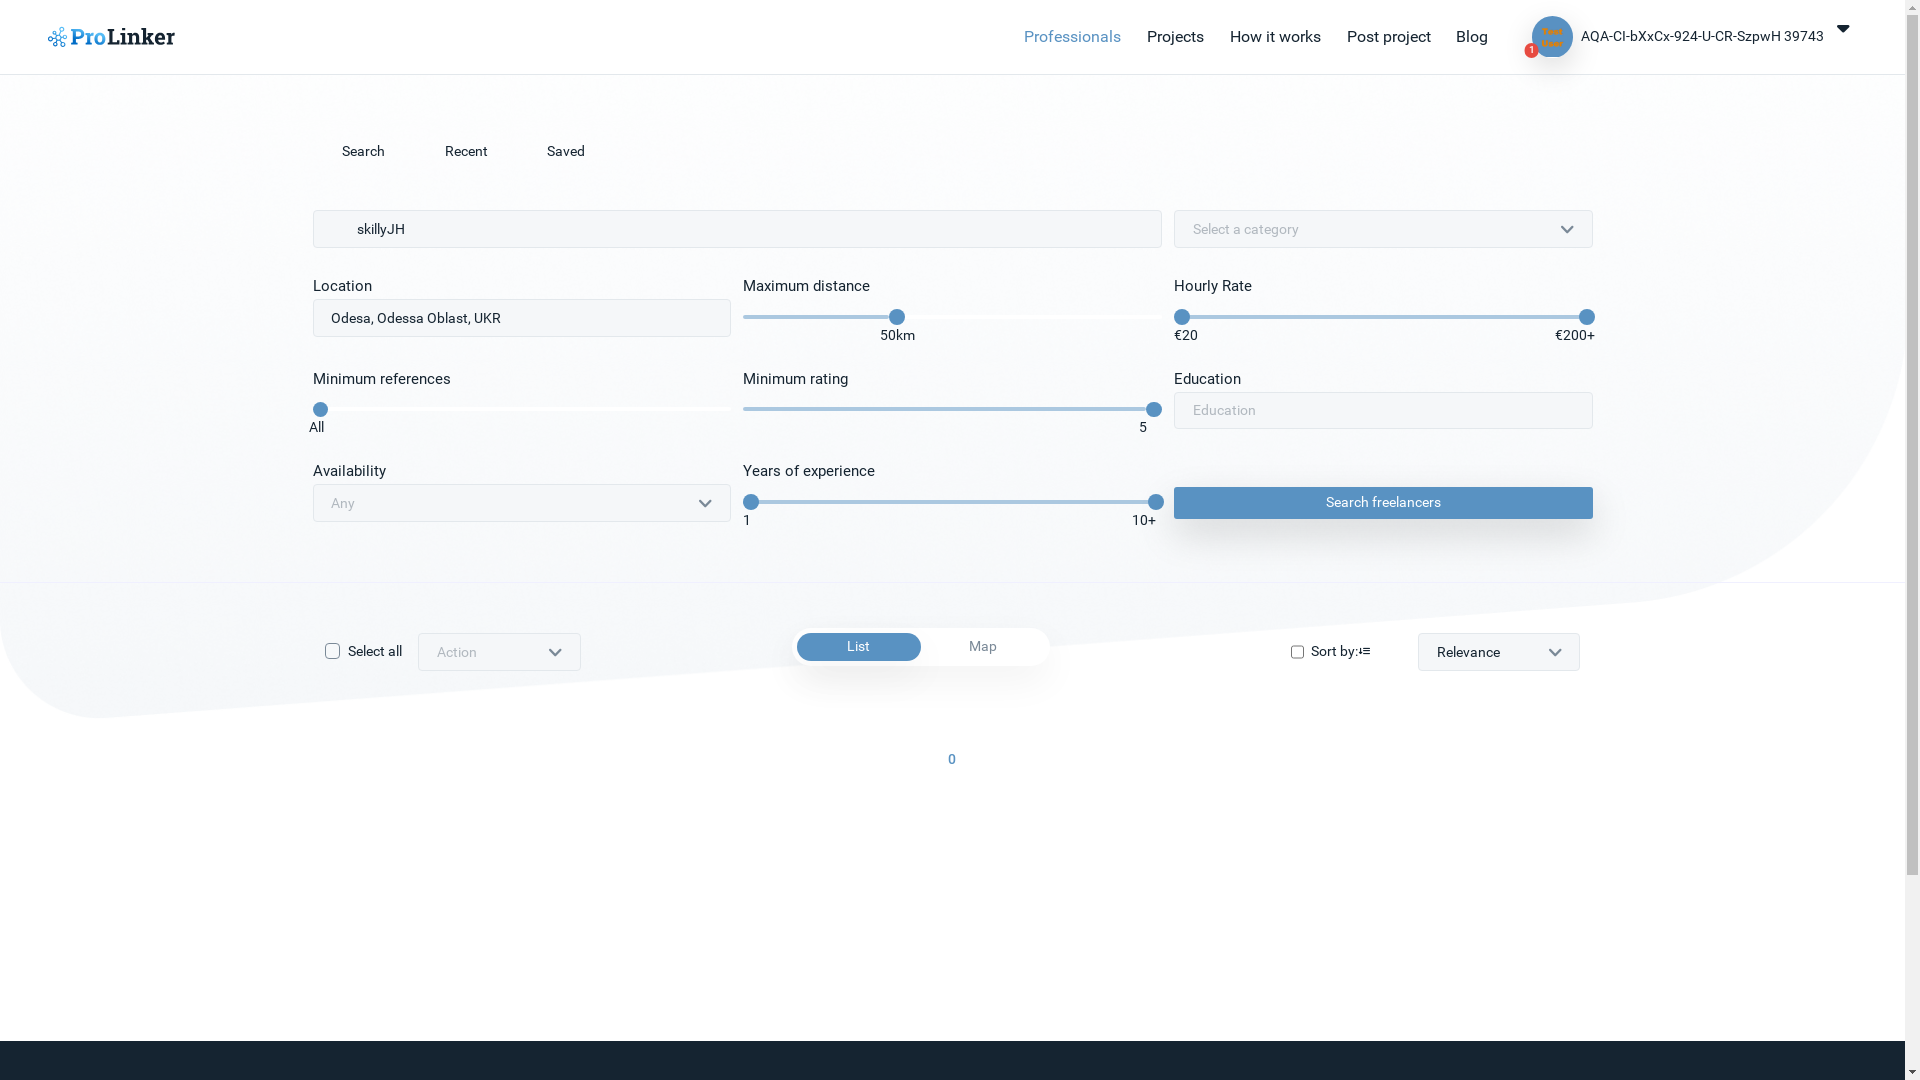 ProLinker
Professionals
Projects
How it works
Post project
Blog
1
AQA-CI-bXxCx-924-U-CR-SzpwH 39743
Search
Recent
Saved
skillyJH
Select a category
Location
Maximum distance
Hourly Rate
Odesa, Odessa Oblast, UKR
50km
€20
€200+
Minimum references
Minimum rating
Education
All
5
Education
Availability
Years of experience
Any
1
10+
Search freelancers
Select all
Action
List
Map
Sort by:
Relevance
0